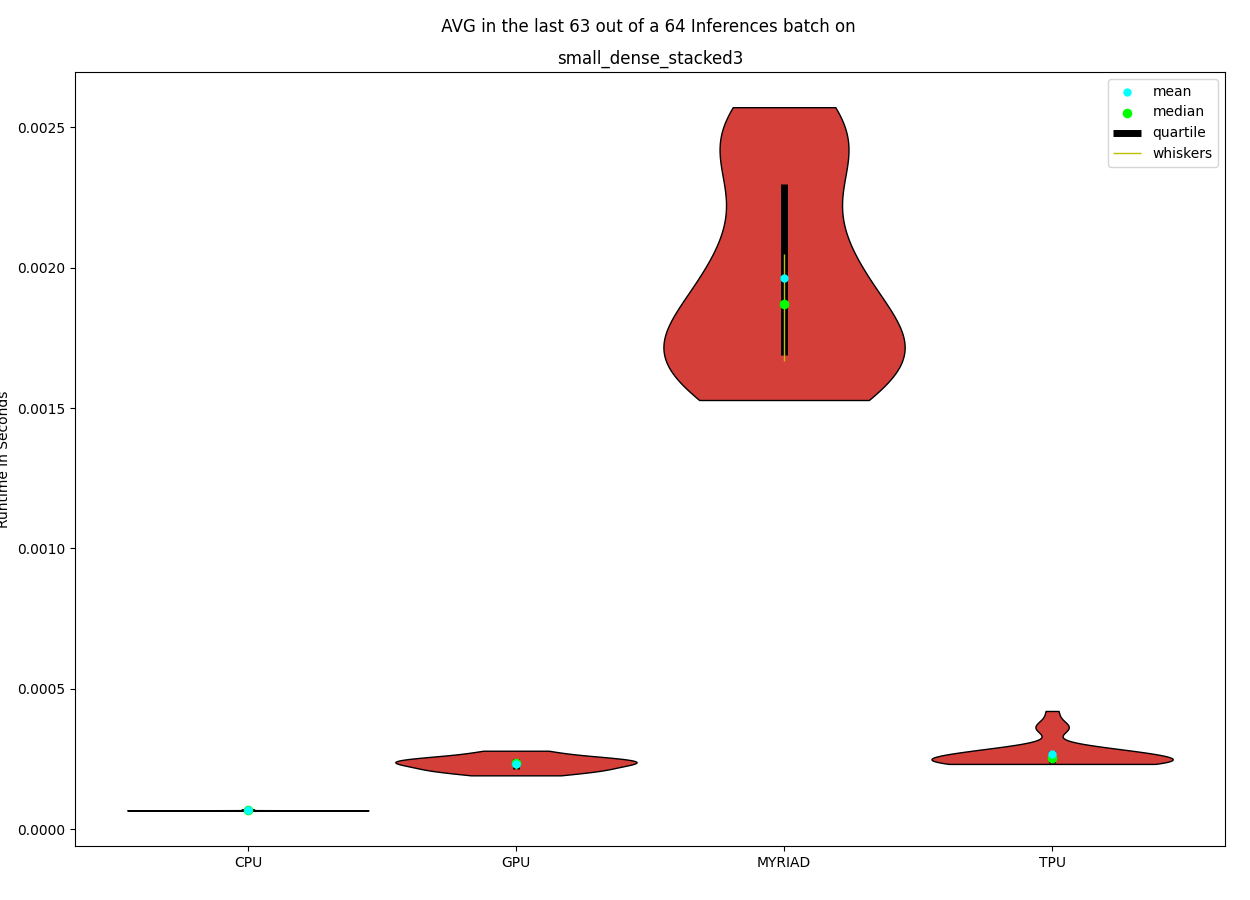 AVG in the last 63 out of a 64 Inferences batch on
small_dense_stacked3
mean
median
quartile
whiskers
0.0025
0.0020
0.0015
0.0010
0.0005
0.0000
Runtime in Seconds
CPU
GPU
MYRIAD
TPU